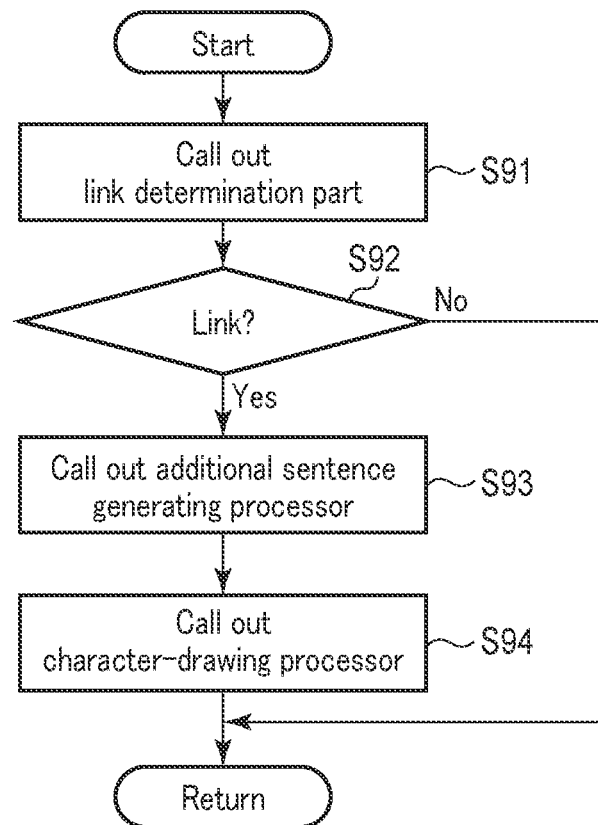 Start
Call out
link determination part
S91
S92
Link?
No
Yes
Call out additional sentence
generating processor
S93
Call out
character-drawing processor
S94
Return